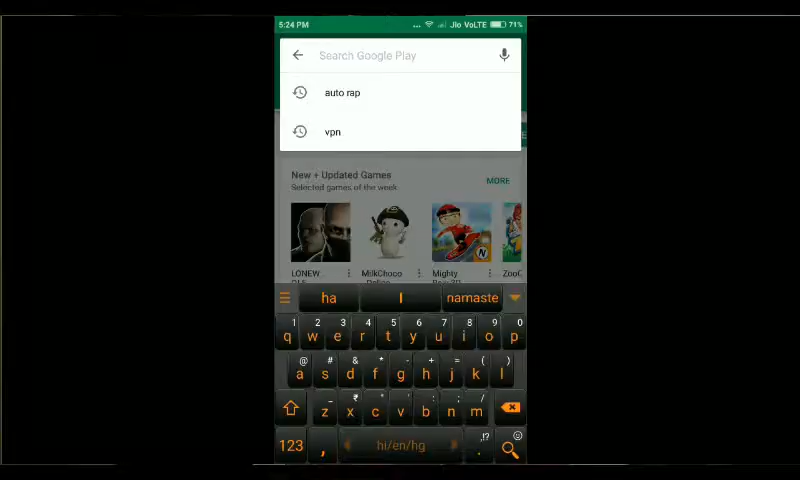 5:24 PM ... Jio VoLTE 71%
Search Google Play
auto rap
vpn
New + Updated Games
Selected games of the week.
MORE
LONEW MilkChoco Mighty ZooC
Online
ha I namaste
1 2 3 4 5 6 7 8 9 0
q w e r t y u i o p
@ # & * - + = ( )
a s d f g h j k l
_ ₹ " ' : ; /
z x c v b n m
,!?
123 , hi/en/hg .